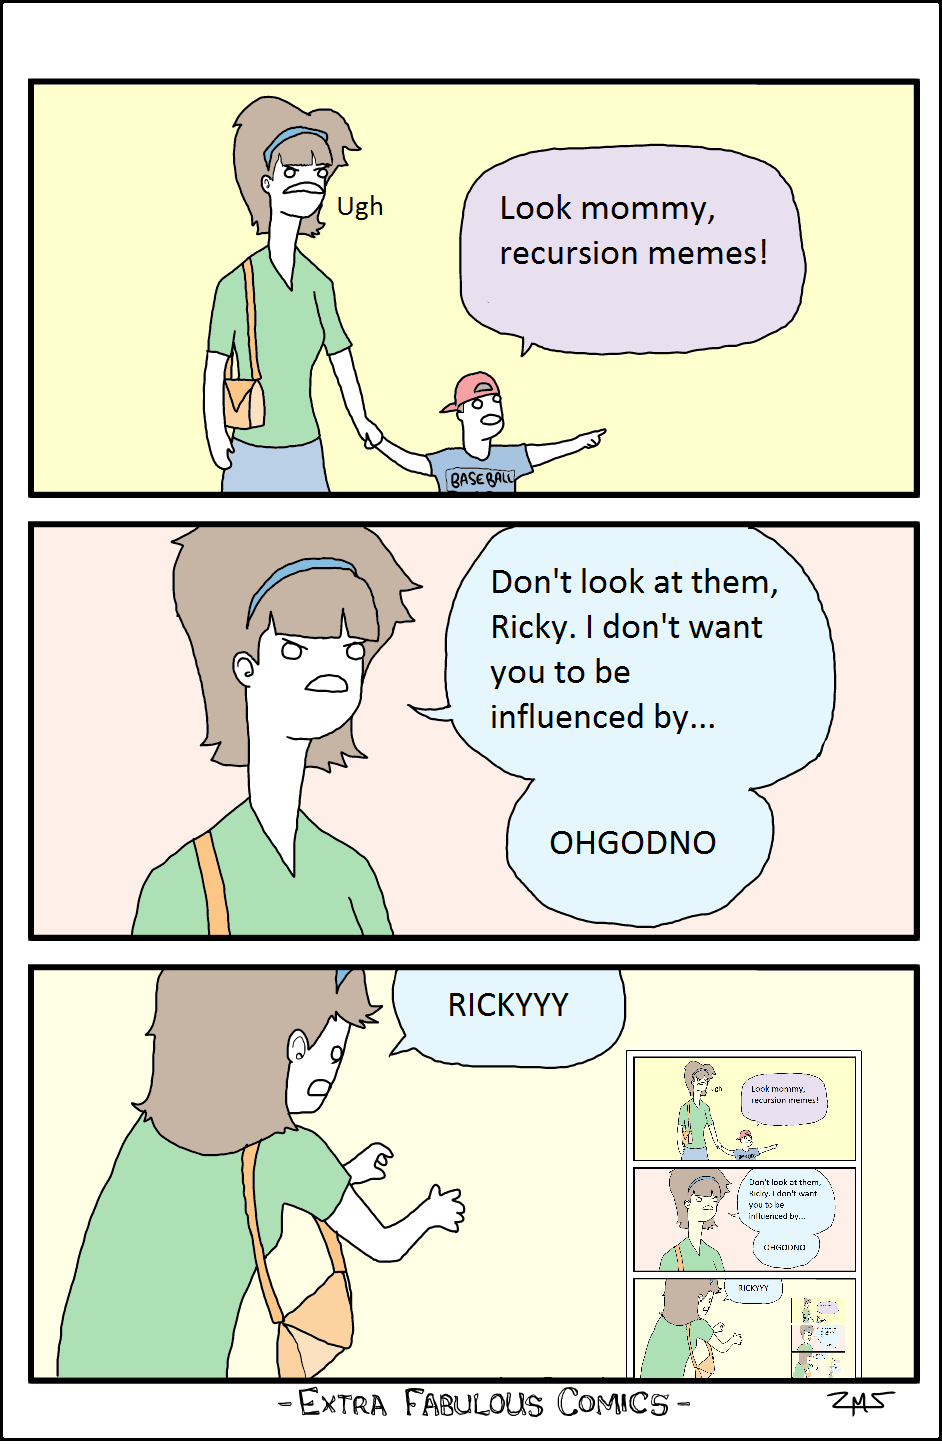 Ugh
Look mommy,
recursion memes!
BASEBALL
Don't look at them,
Ricky. I don't want
you to be
influenced by...
OHGODNO
RICKYYY
Ugh
Look mommy,
recursion memes!
Don't look at them,
Ricky. I don't want
you to be
influenced by...
OHGODNO
RICKYYY
- EXTRA FABULOUS COMICS -
ZMS